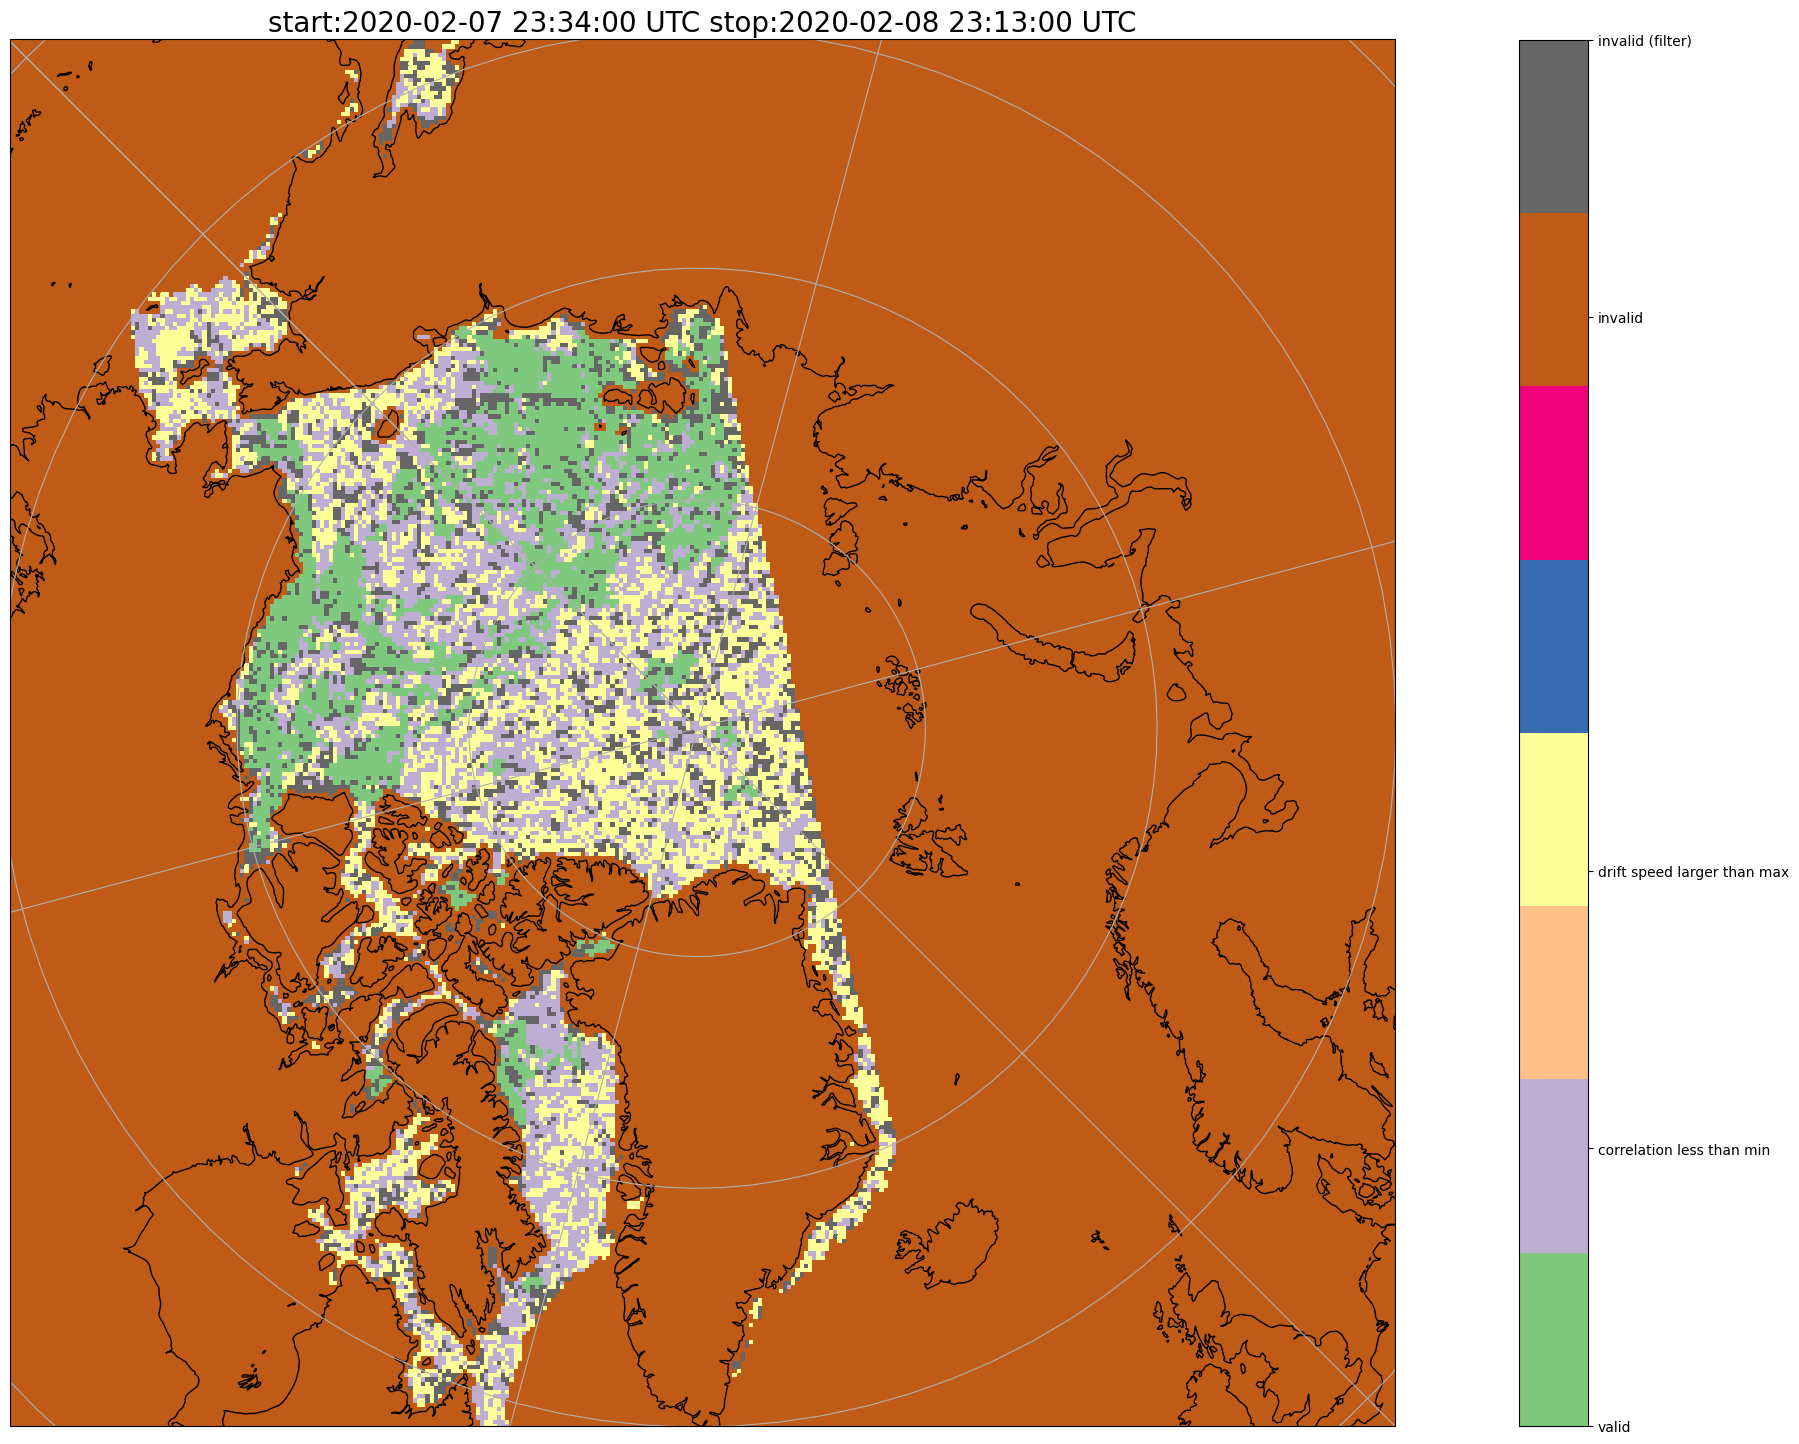 start:2020-02-07 23:34:00 UTC stop:2020-02-08 23:13:00 UTC
invalid (filter)
invalid
drift speed larger than max
correlation less than min
valid